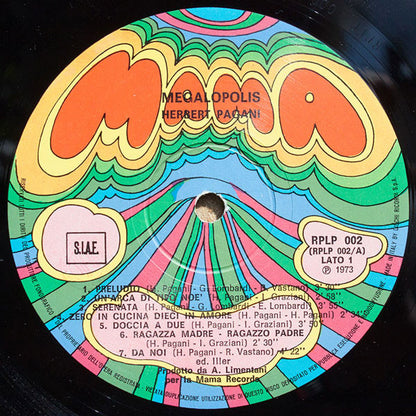 MAMA
MEGALOPOLIS
HERBERT PAGANI
S.I.A.E.
RPLP 002
(RPLP 002/A)
LATO 1
Ⓟ 1973
1. PRELUDIO (H. Pagani - G. Lombardi - R. Vastano) 3' 20''
2. UN'ARCA DI TIPO NOE' (H. Pagani - I. Graziani) 2' 58''
3. SERENATA (H. Pagani - G. Lombardi - E. Lombardi) 3' 55''
4. ZERO IN CUCINA DIECI IN AMORE (H. Pagani) 2' 34''
5. DOCCIA A DUE (H. Pagani - I. Graziani) 3' 50''
6. RAGAZZA MADRE - RAGAZZO PADRE (H. Pagani -
I. Graziani) 2' 30''
7. DA NOI (H. Pagani - R. Vastano) 4' 22''
ed. Iller
Prodotto da A. Limentani
per la Mama Records